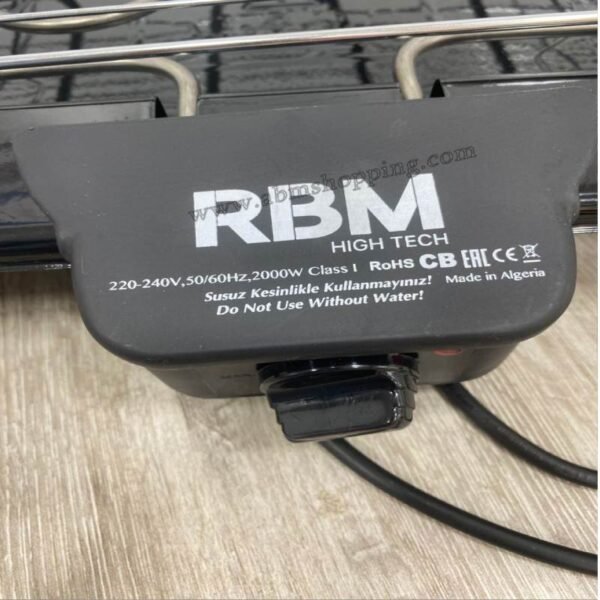 www.abmshopping.com
RBM
HIGH TECH
220-240V,50/60Hz,2000W Class I RoHS CB EAC CE
Made in Algeria
Susuz Kesinlikle Kullanmayınız!
Do Not Use Without Water!